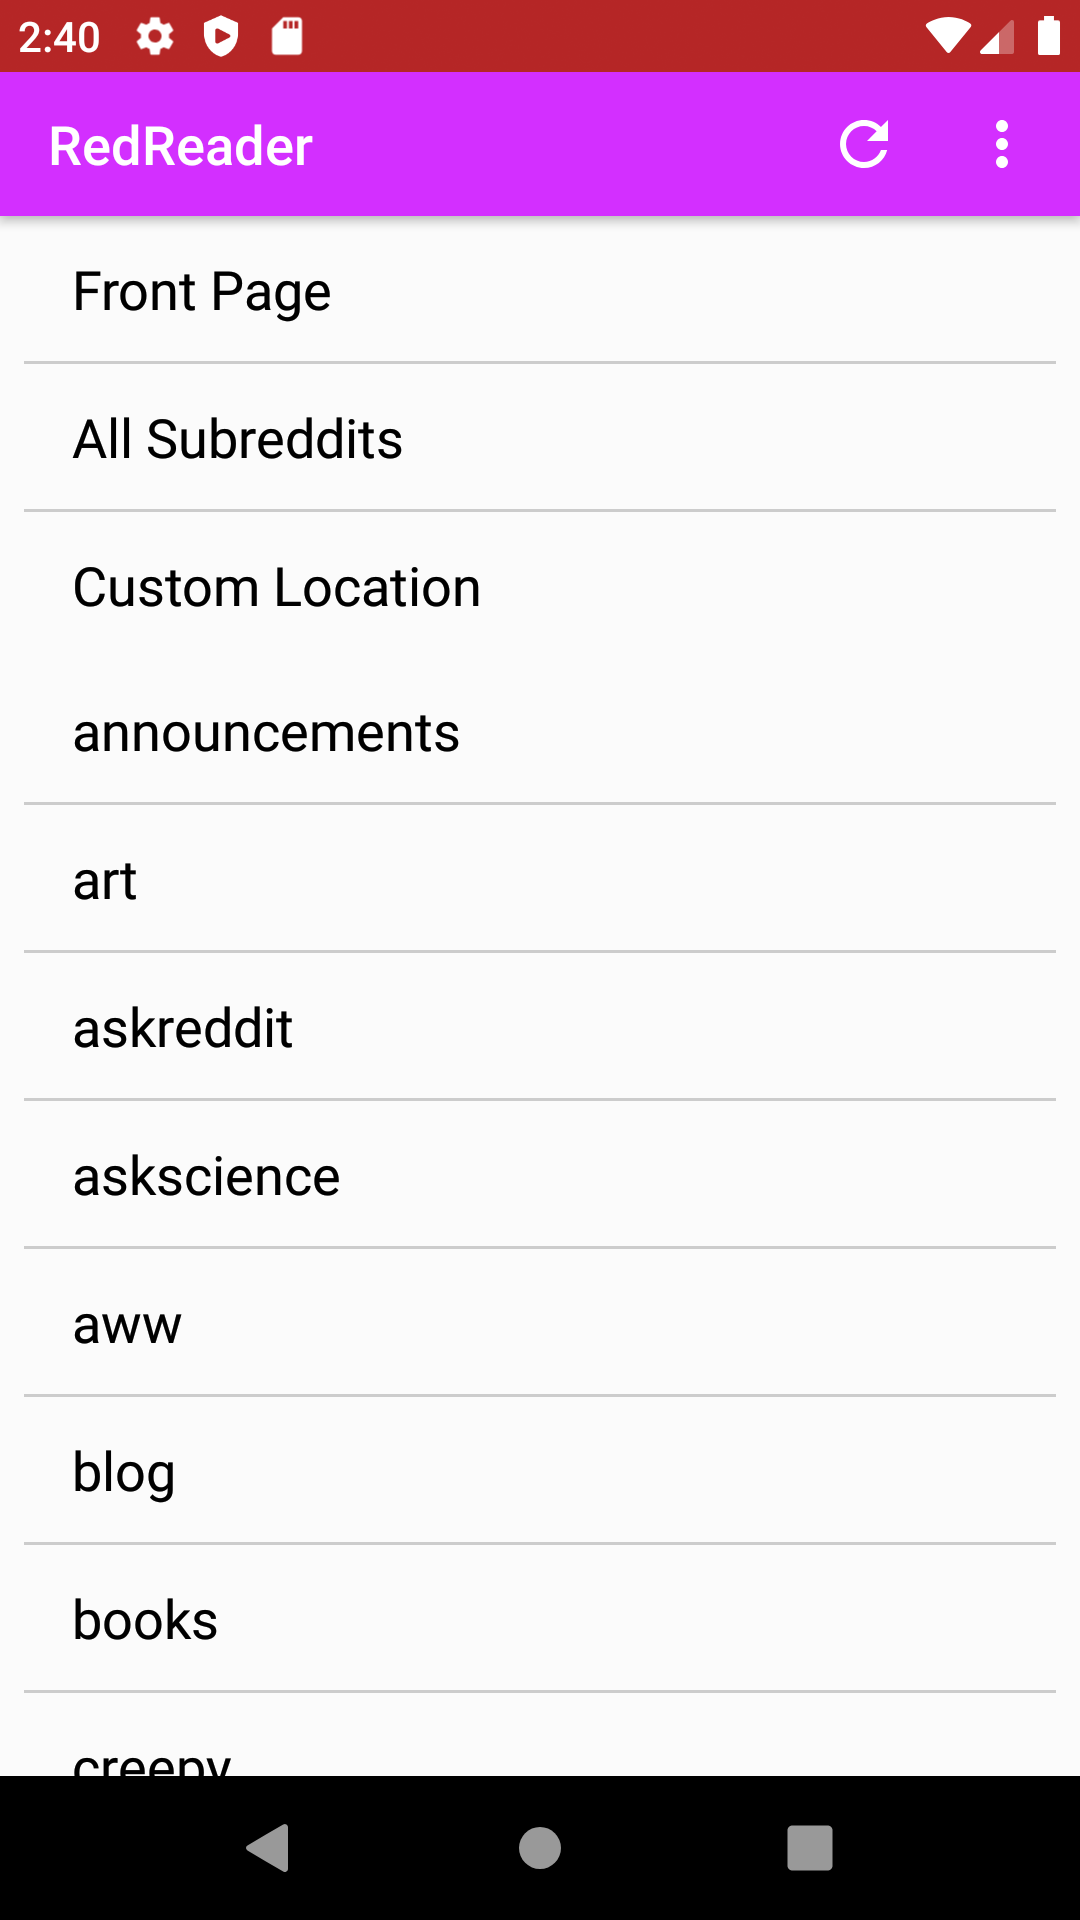 2:40
RedReader
Front Page
All Subreddits
Custom Location
announcements
art
askreddit
askscience
aww
blog
books
creepy